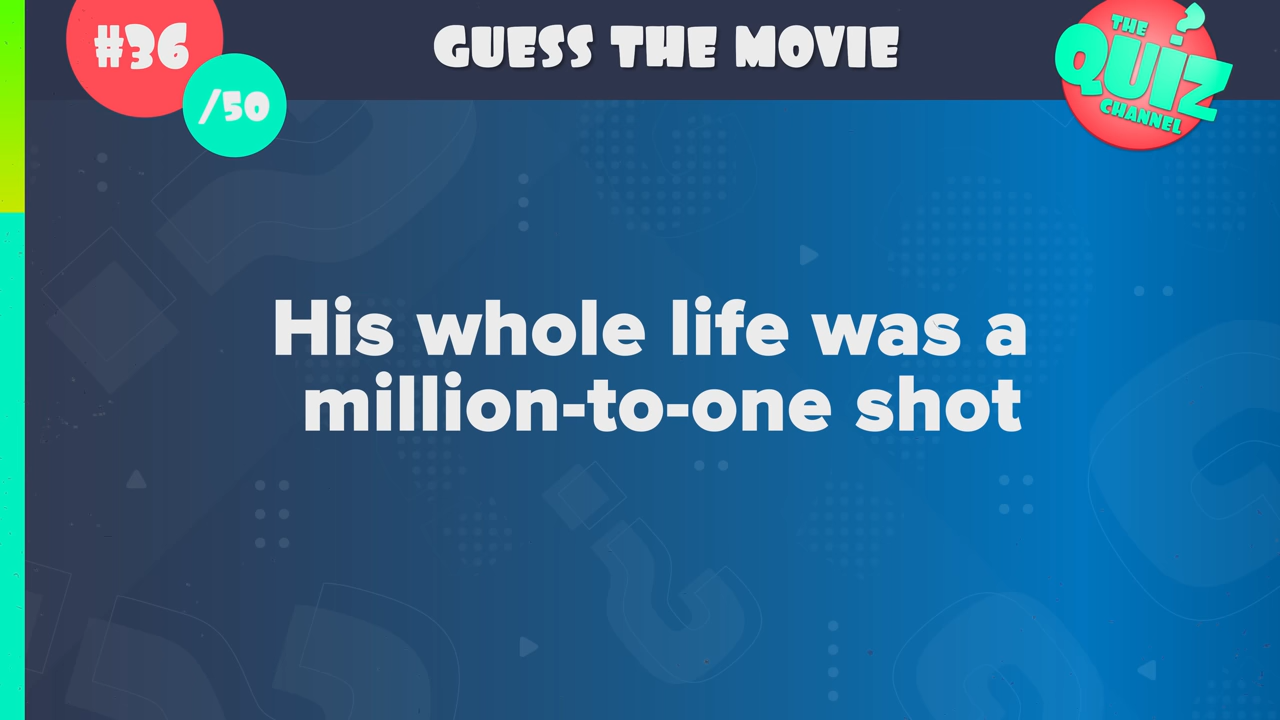 #36
/50
GUESS THE MOVIE
THE
QUIZ
CHANNEL
His whole life was a
million-to-one shot